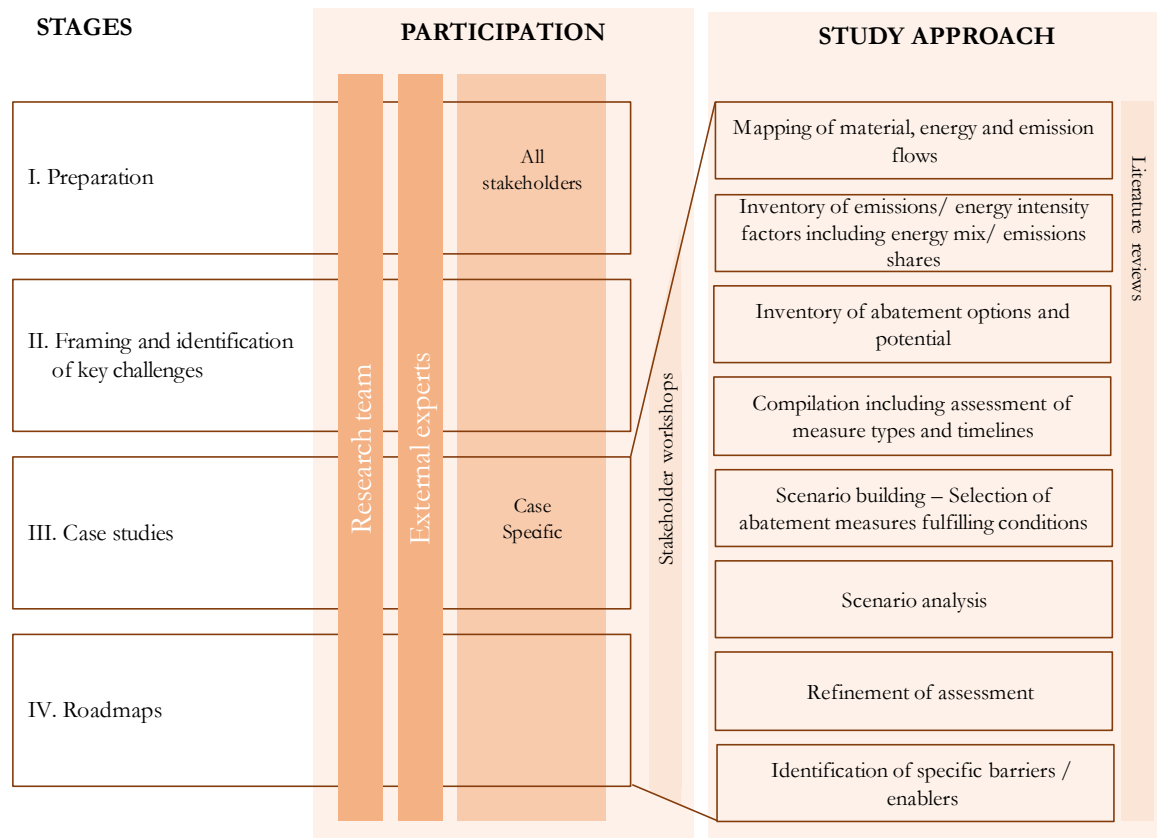 STAGES
PARTICIPATION
STUDY APPROACH
I. Preparation
II. Framing and identification
of key challenges
III. Case studies
IV. Roadmaps
Research team
External experts
All
stakeholders
Case
Specific
Stakeholder workshops
Mapping of material, energy and emission
flows
Inventory of emissions/ energy intensity
factors including energy mix/ emissions
shares
Inventory of abatement options and
potential
Compilation including assessment of
measure types and timelines
Scenario building – Selection of
abatement measures fulfilling conditions
Scenario analysis
Refinement of assessment
Identification of specific barriers /
enablers
Literature reviews